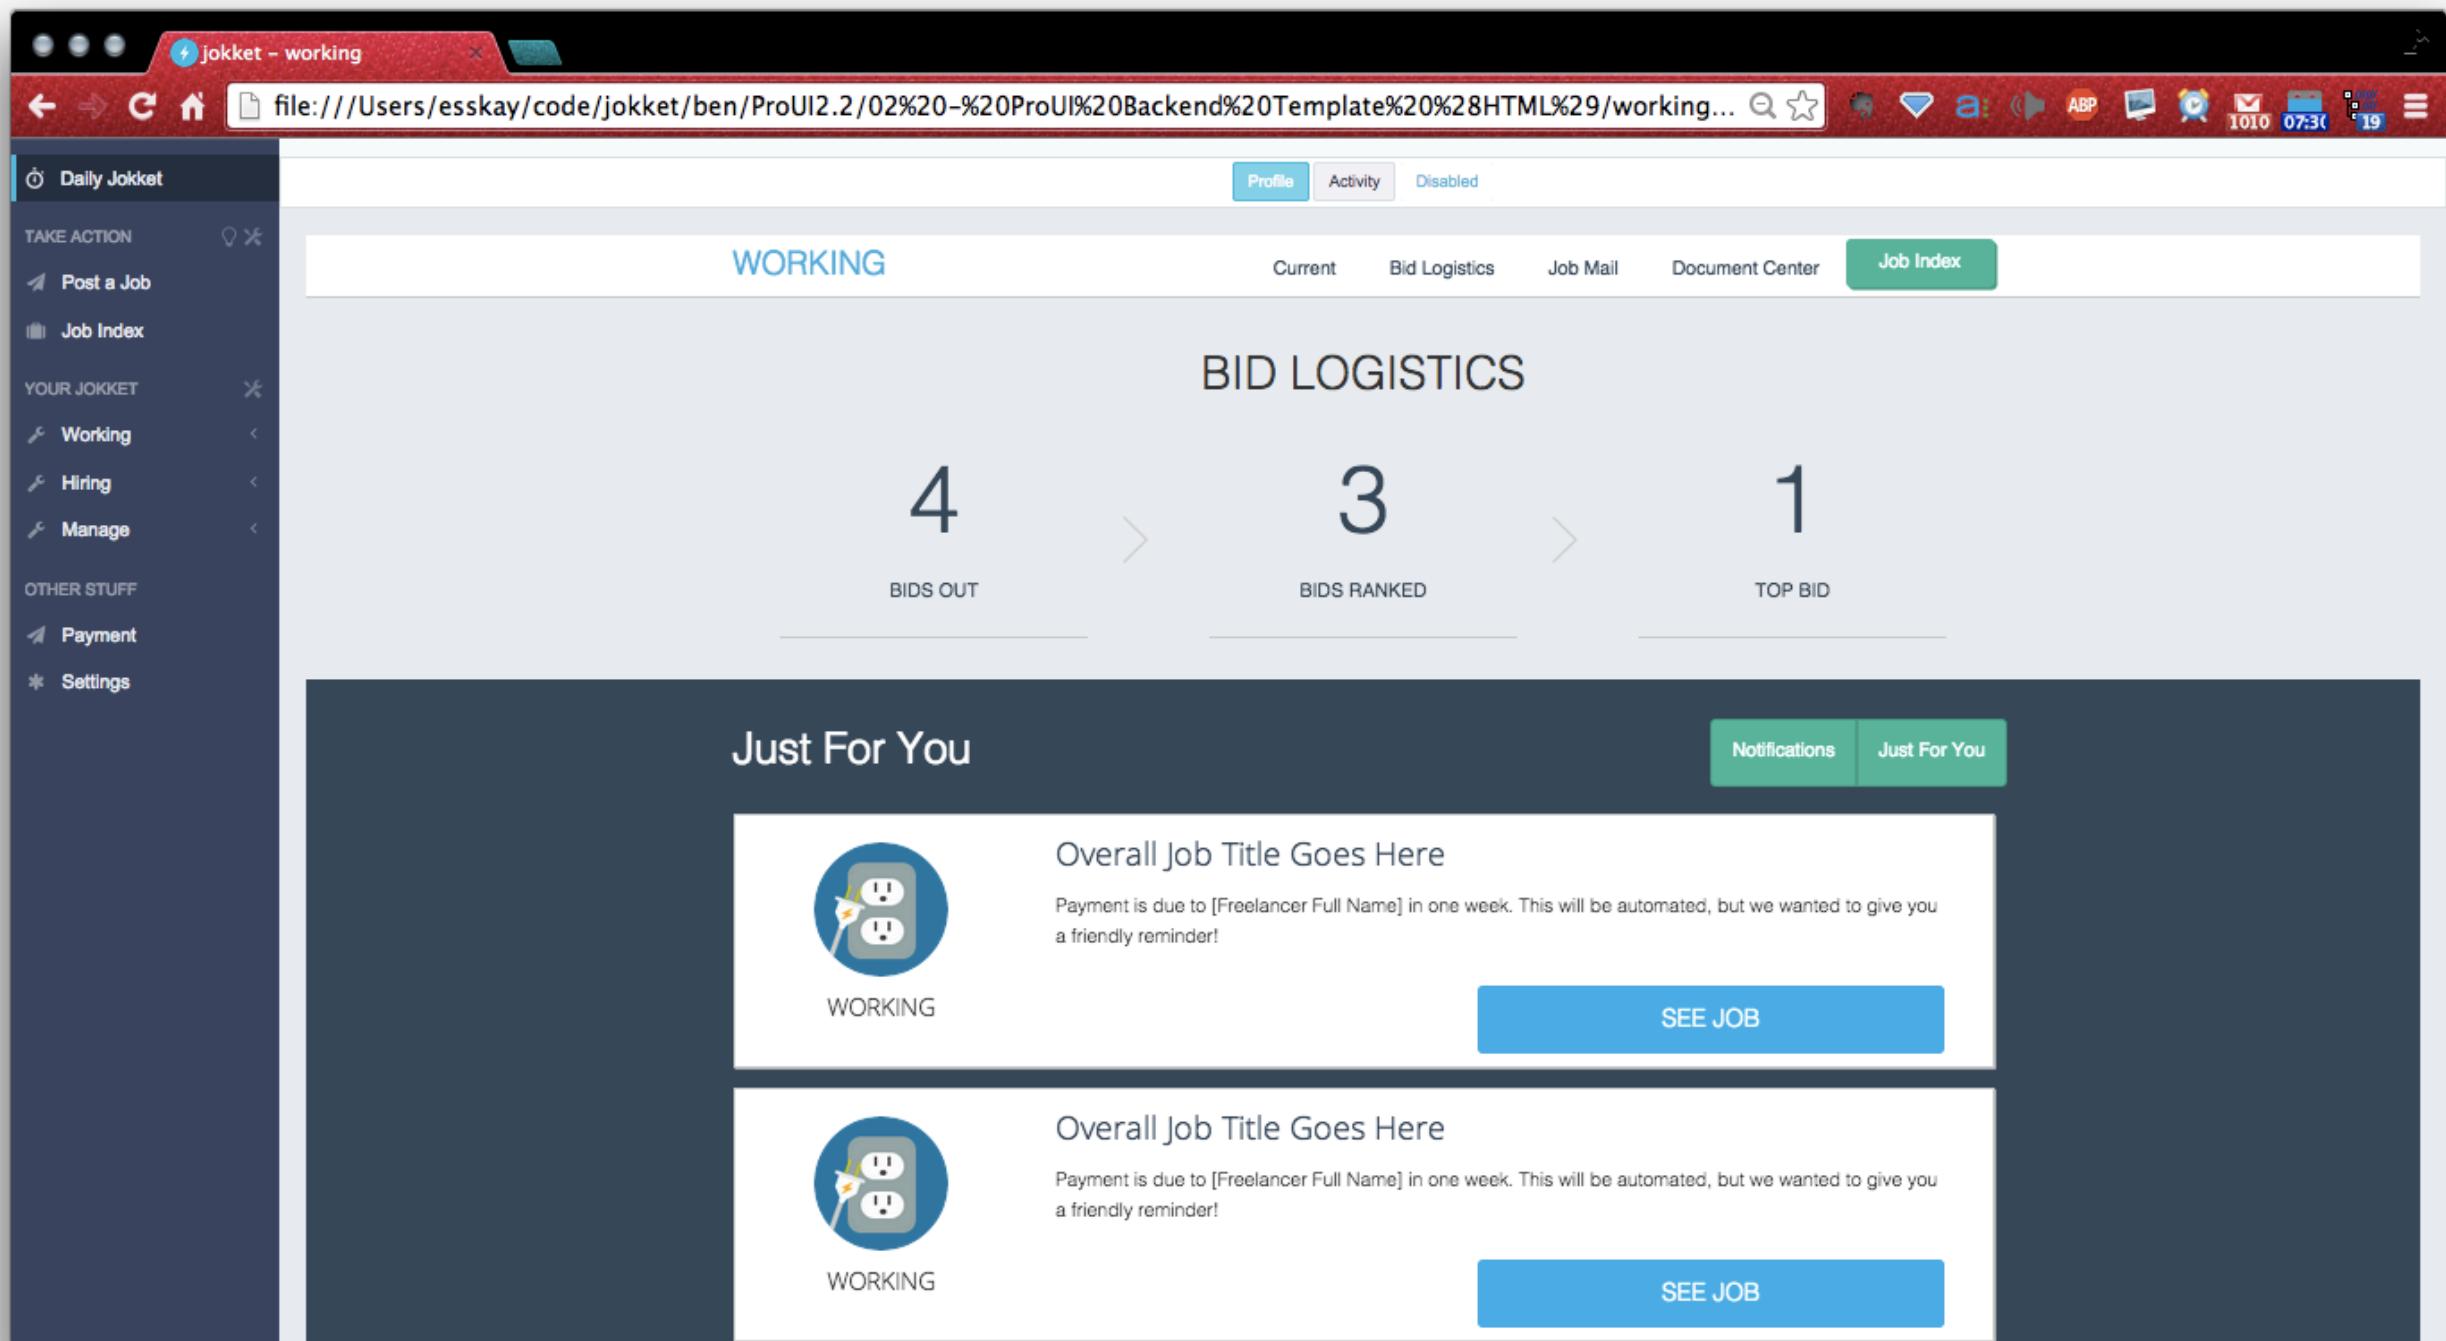 jokket – working
file:///Users/esskay/code/jokket/ben/ProUI2.2/02%20-%20ProUI%20Backend%20Template%20%28HTML%29/working...
a:
ABP
1010
07:3(
19
Daily Jokket
TAKE ACTION
Post a Job
Job Index
YOUR JOKKET
Working
Hiring
Manage
OTHER STUFF
Payment
Settings
Profile Activity Disabled
WORKING Current Bid Logistics Job Mail Document Center Job Index
BID LOGISTICS
4 3 1
BIDS OUT BIDS RANKED TOP BID
Just For You Notifications Just For You
Overall Job Title Goes Here
Payment is due to [Freelancer Full Name] in one week. This will be automated, but we wanted to give you
a friendly reminder!
WORKING
SEE JOB
Overall Job Title Goes Here
Payment is due to [Freelancer Full Name] in one week. This will be automated, but we wanted to give you
a friendly reminder!
WORKING
SEE JOB